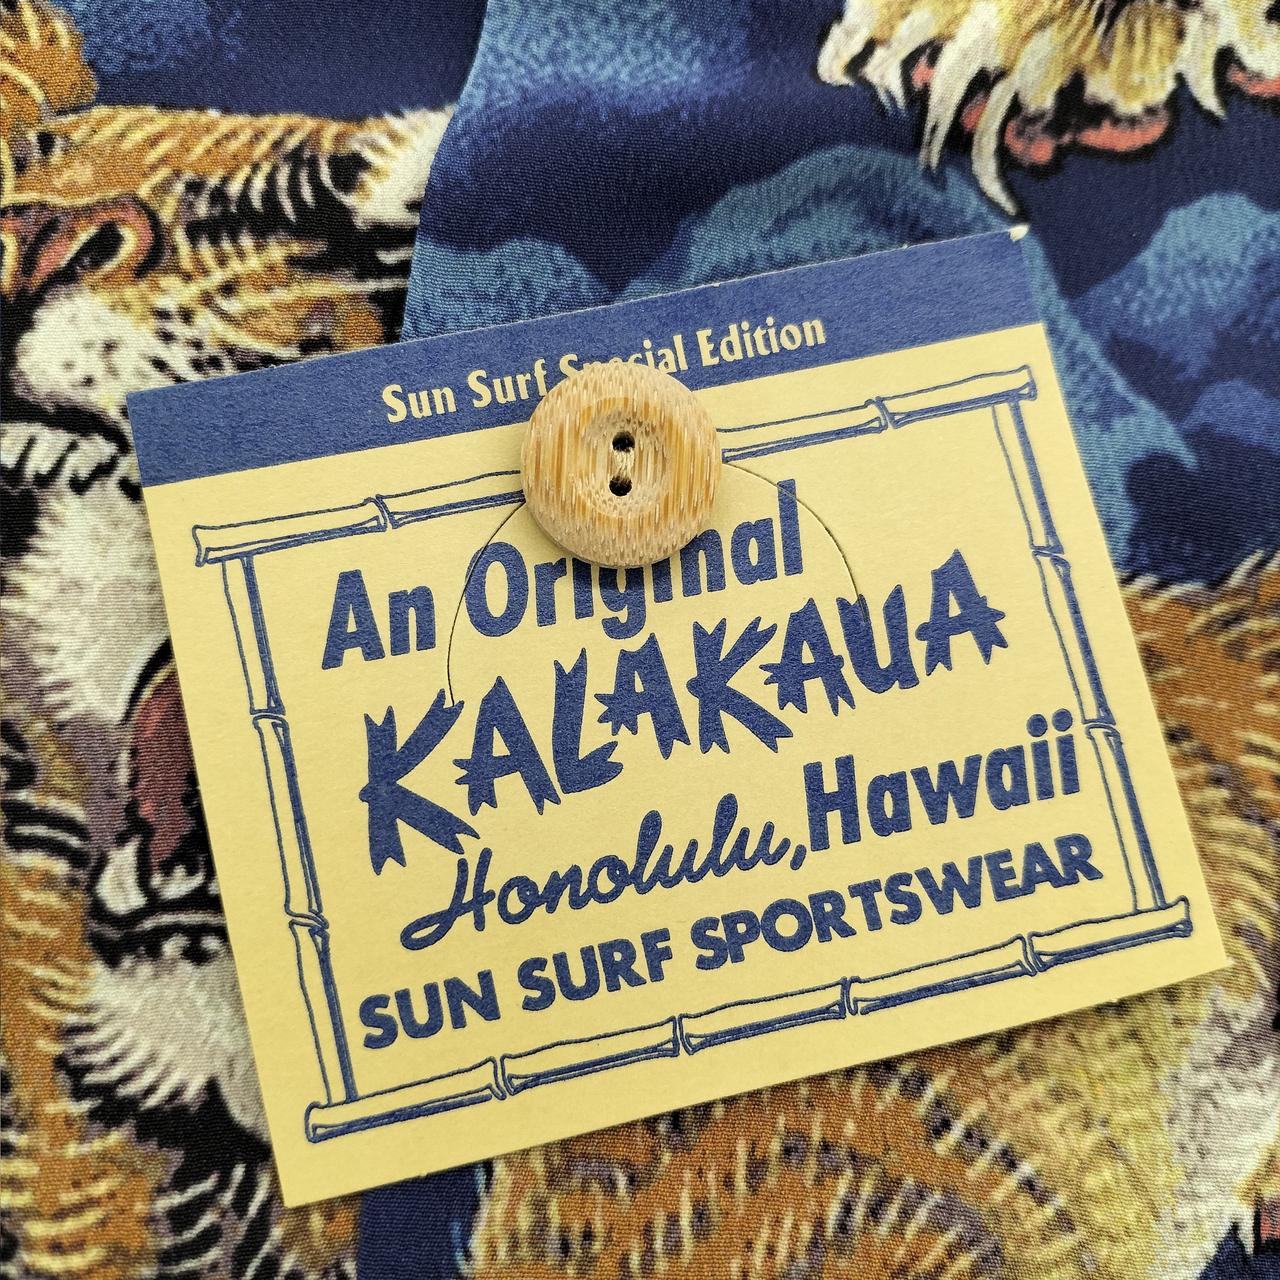 Sun Surf Special Edition
An Original
KALAKAUA
Honolulu, Hawaii
SUN SURF SPORTSWEAR